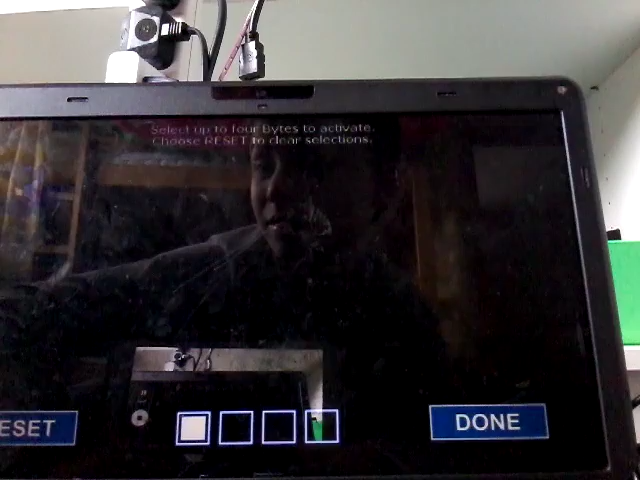 Select up to four Bytes to activate.
Choose RESET to clear selections.
ESET
DONE